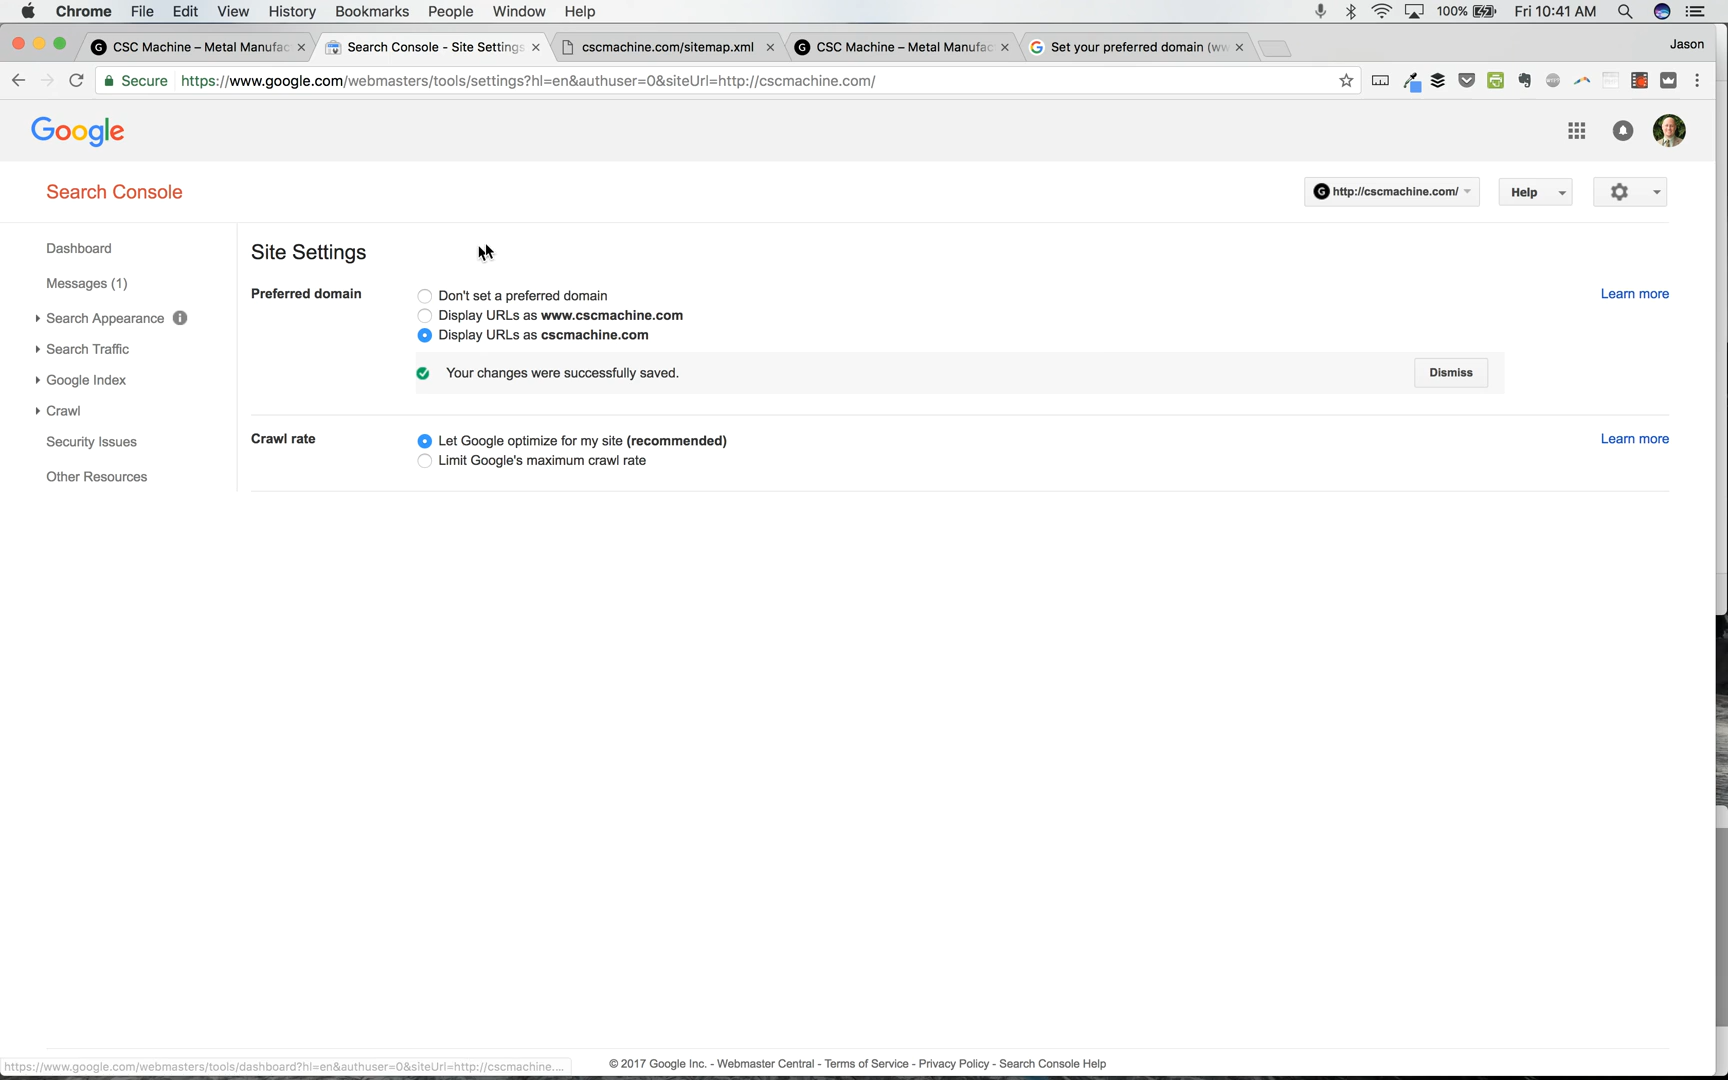 Chrome File Edit View History Bookmarks People Window Help 100% Fri 10:41 AM
CSC Machine – Metal Manufac Search Console - Site Settings cscmachine.com/sitemap.xml CSC Machine – Metal Manufac Set your preferred domain (ww Jason
Secure https://www.google.com/webmasters/tools/settings?hl=en&authuser=0&siteUrl=http://cscmachine.com/
Google
Search Console http://cscmachine.com/ Help
Dashboard
Messages (1)
Search Appearance
Search Traffic
Google Index
Crawl
Security Issues
Other Resources
Site Settings
Preferred domain
Don't set a preferred domain
Display URLs as www.cscmachine.com
Display URLs as cscmachine.com
Learn more
Your changes were successfully saved. Dismiss
Crawl rate
Let Google optimize for my site (recommended)
Limit Google's maximum crawl rate
Learn more
https://www.google.com/webmasters/tools/dashboard?hl=en&authuser=0&siteUrl=http://cscmachine....
© 2017 Google Inc. - Webmaster Central - Terms of Service - Privacy Policy - Search Console Help